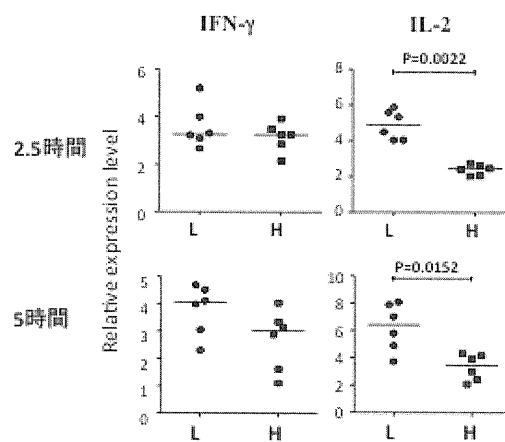 IFN-γ IL-2
2.5時間
Relative expression level
6
4
2
0
L H
P=0.0022
8
6
4
2
0
L H
5時間
5
4
3
2
1
0
L H
P=0.0152
10
8
6
4
2
0
L H